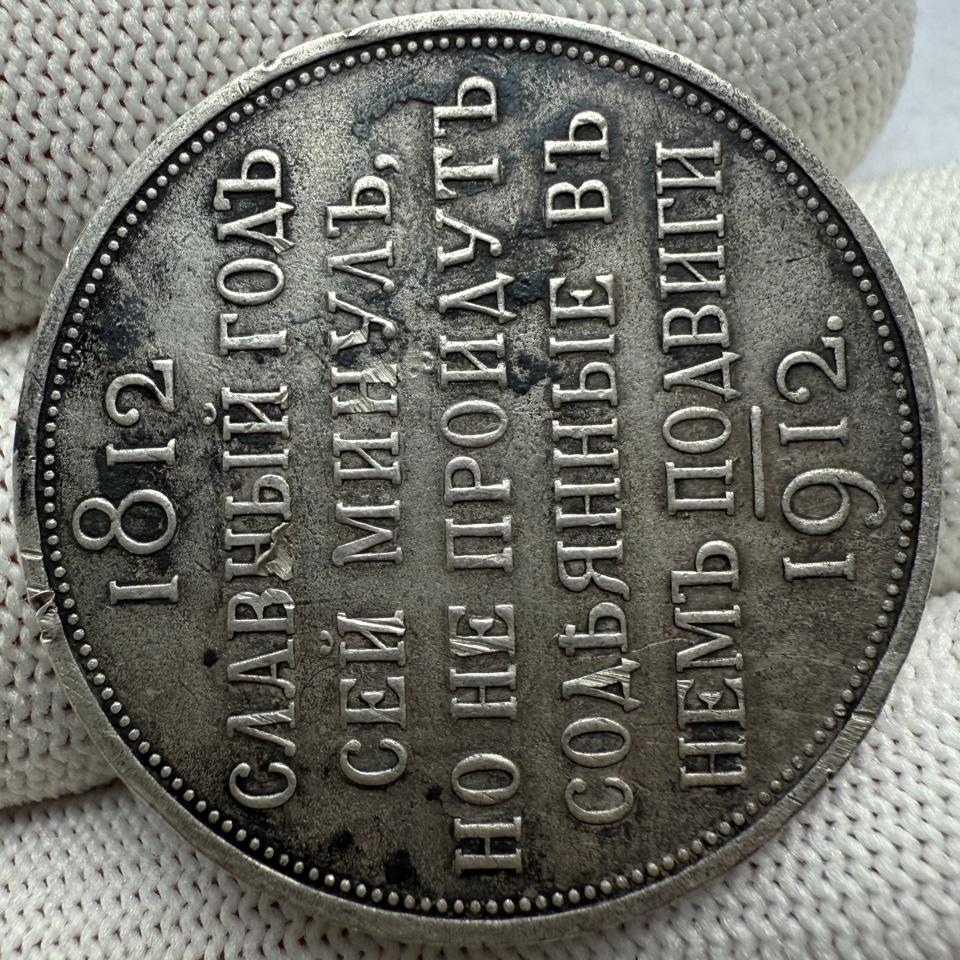 1812
СЛАВНЫЙ ГОДЪ
СЕЙ МИНУЛЪ,
НО НЕ ПРОЙДУТЪ
СОДѢЯННЫЕ ВЪ
НЕМЪ ПОДВИГИ
1912.